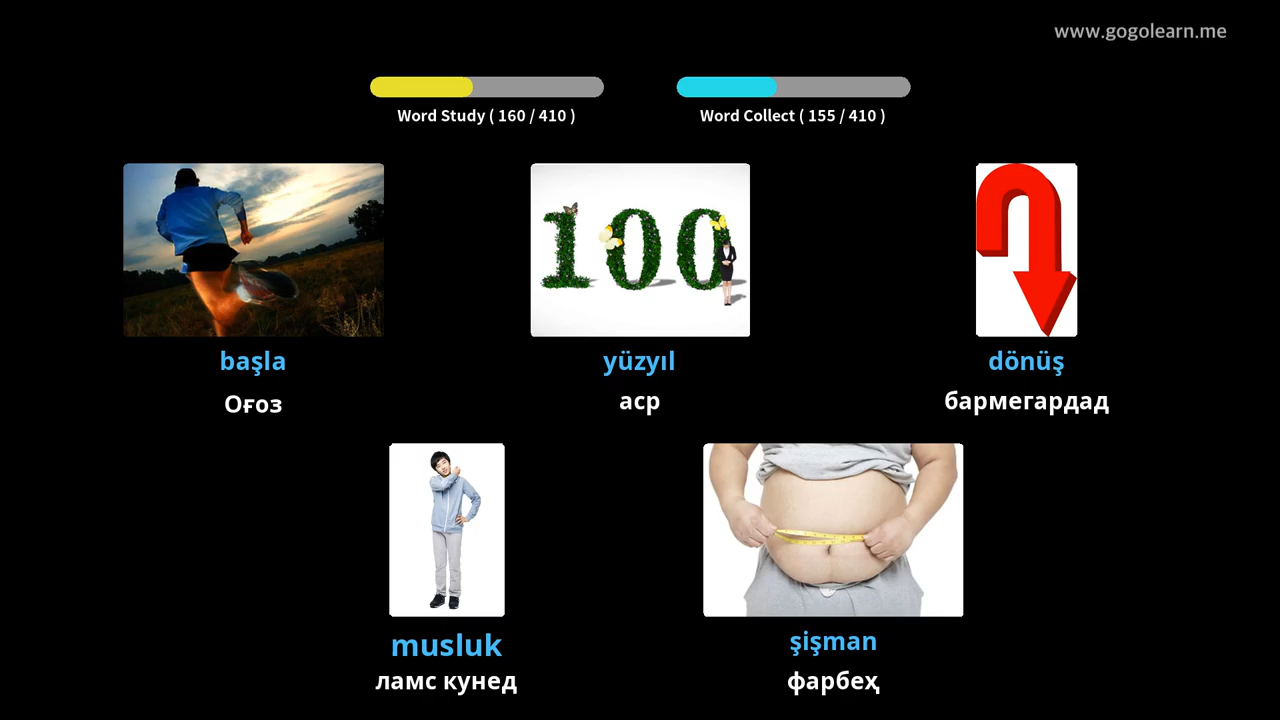 www.gogolearn.me
Word Study ( 160 / 410 )
Word Collect ( 155 / 410 )
100
başla
Оғоз
yüzyıl
аср
dönüş
бармегардад
musluk
ламс кунед
şişman
фарбеҳ